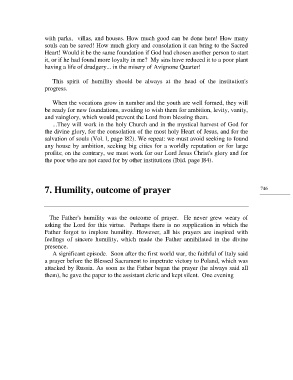 with parks, villas, and houses. How much good can be done here! How many
souls can be saved! How much glory and consolation it can bring to the Sacred
Heart! Would it be the same foundation if God had chosen another person to start
it, or if he had found more loyalty in me? My sins have reduced it to a poor plant
having a life of drudgery... in the misery of Avignone Quarter!
This spirit of humility should be always at the head of the institution's
progress.
When the vocations grow in number and the youth are well formed, they will
be ready for new foundations, avoiding to wish them for ambition, levity, vanity,
and vainglory, which would prevent the Lord from blessing them.
...They will work in the holy Church and in the mystical harvest of God for
the divine glory, for the consolation of the most holy Heart of Jesus, and for the
salvation of souls (Vol. 1, page 182). We repeat: we must avoid seeking to found
any house by ambition, seeking big cities for a worldly reputation or for large
profits; on the contrary, we must work for our Lord Jesus Christ's glory and for
the poor who are not cared for by other institutions (Ibid. page 184).
7. Humility, outcome of prayer
746
The Father's humility was the outcome of prayer. He never grew weary of
asking the Lord for this virtue. Perhaps there is no supplication in which the
Father forgot to implore humility. However, all his prayers are inspired with
feelings of sincere humility, which made the Father annihilated in the divine
presence.
A significant episode. Soon after the first world war, the faithful of Italy said
a prayer before the Blessed Sacrament to impetrate victory to Poland, which was
attacked by Russia. As soon as the Father began the prayer (he always said all
them), he gave the paper to the assistant cleric and kept silent. One evening